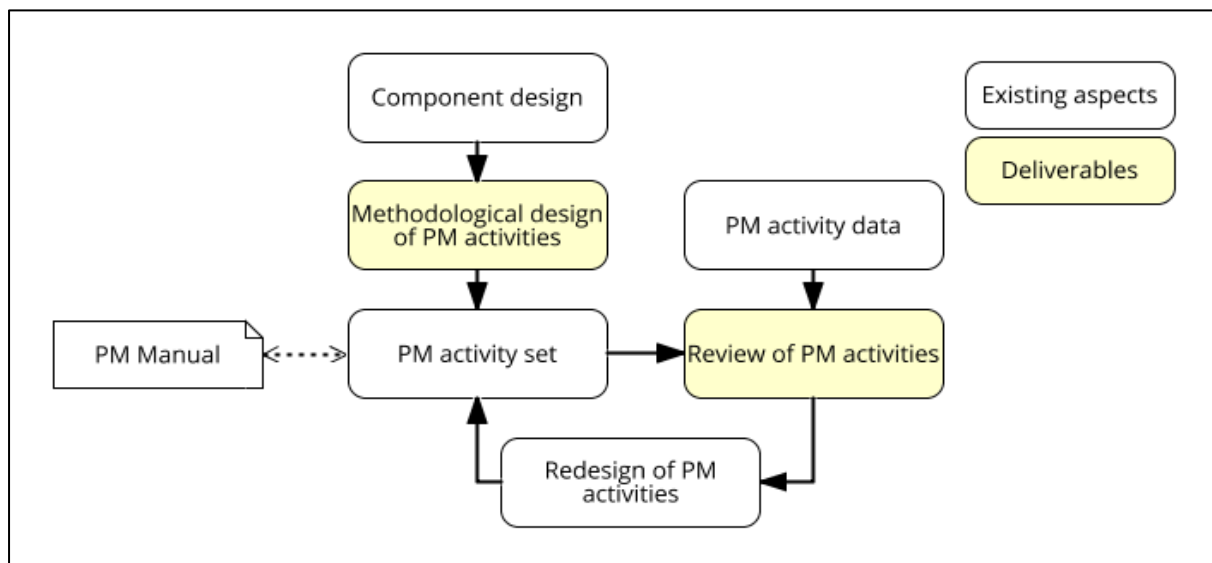 Component design
Existing aspects
Deliverables
Methodological design
of PM activities
PM activity data
PM Manual
PM activity set
Review of PM activities
Redesign of PM
activities